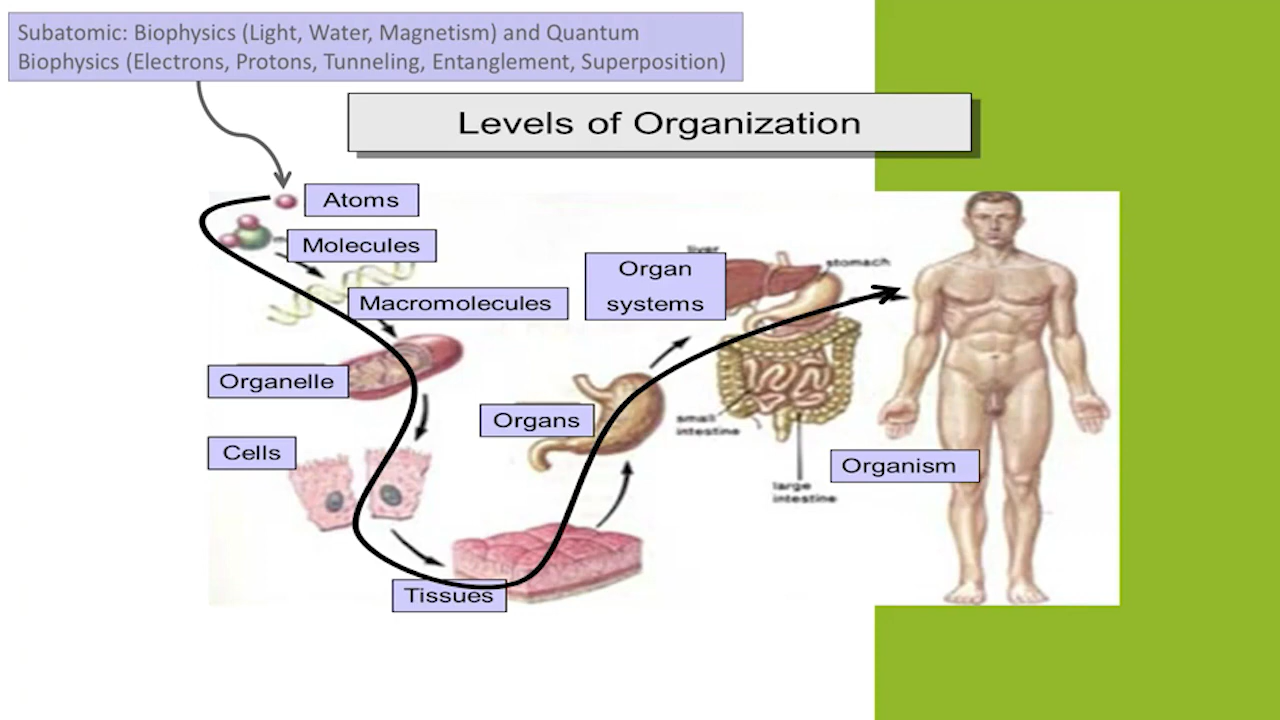 Subatomic: Biophysics (Light, Water, Magnetism) and Quantum
Biophysics (Electrons, Protons, Tunneling, Entanglement, Superposition)
Levels of Organization
Atoms
Molecules
Macromolecules
Organelle
Cells
Tissues
Organs
Organ
systems
liver
stomach
small
intestine
large
intestine
Organism